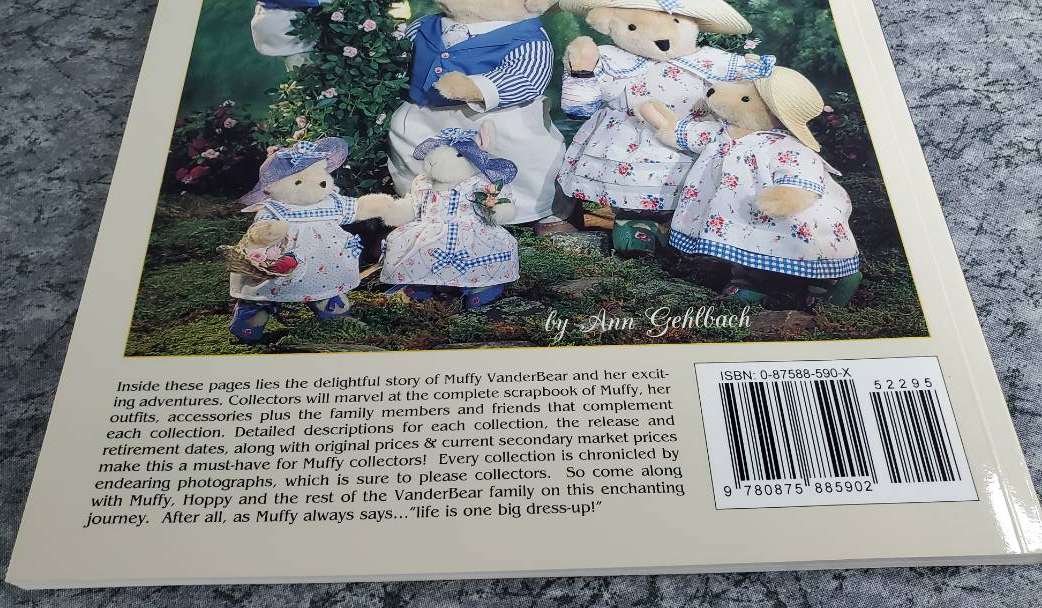 by Ann Gehlbach
Inside these pages lies the delightful story of Muffy VanderBear and her excit-
ing adventures. Collectors will marvel at the complete scrapbook of Muffy, her
outfits, accessories plus the family members and friends that complement
each collection. Detailed descriptions for each collection, the release and
retirement dates, along with original prices & current secondary market prices
make this a must-have for Muffy collectors! Every collection is chronicled by
endearing photographs, which is sure to please collectors. So come along
with Muffy, Hoppy and the rest of the VanderBear family on this enchanting
journey. After all, as Muffy always says..."life is one big dress-up!"
ISBN: 0-87588-590-X
52295
9 780875 885902